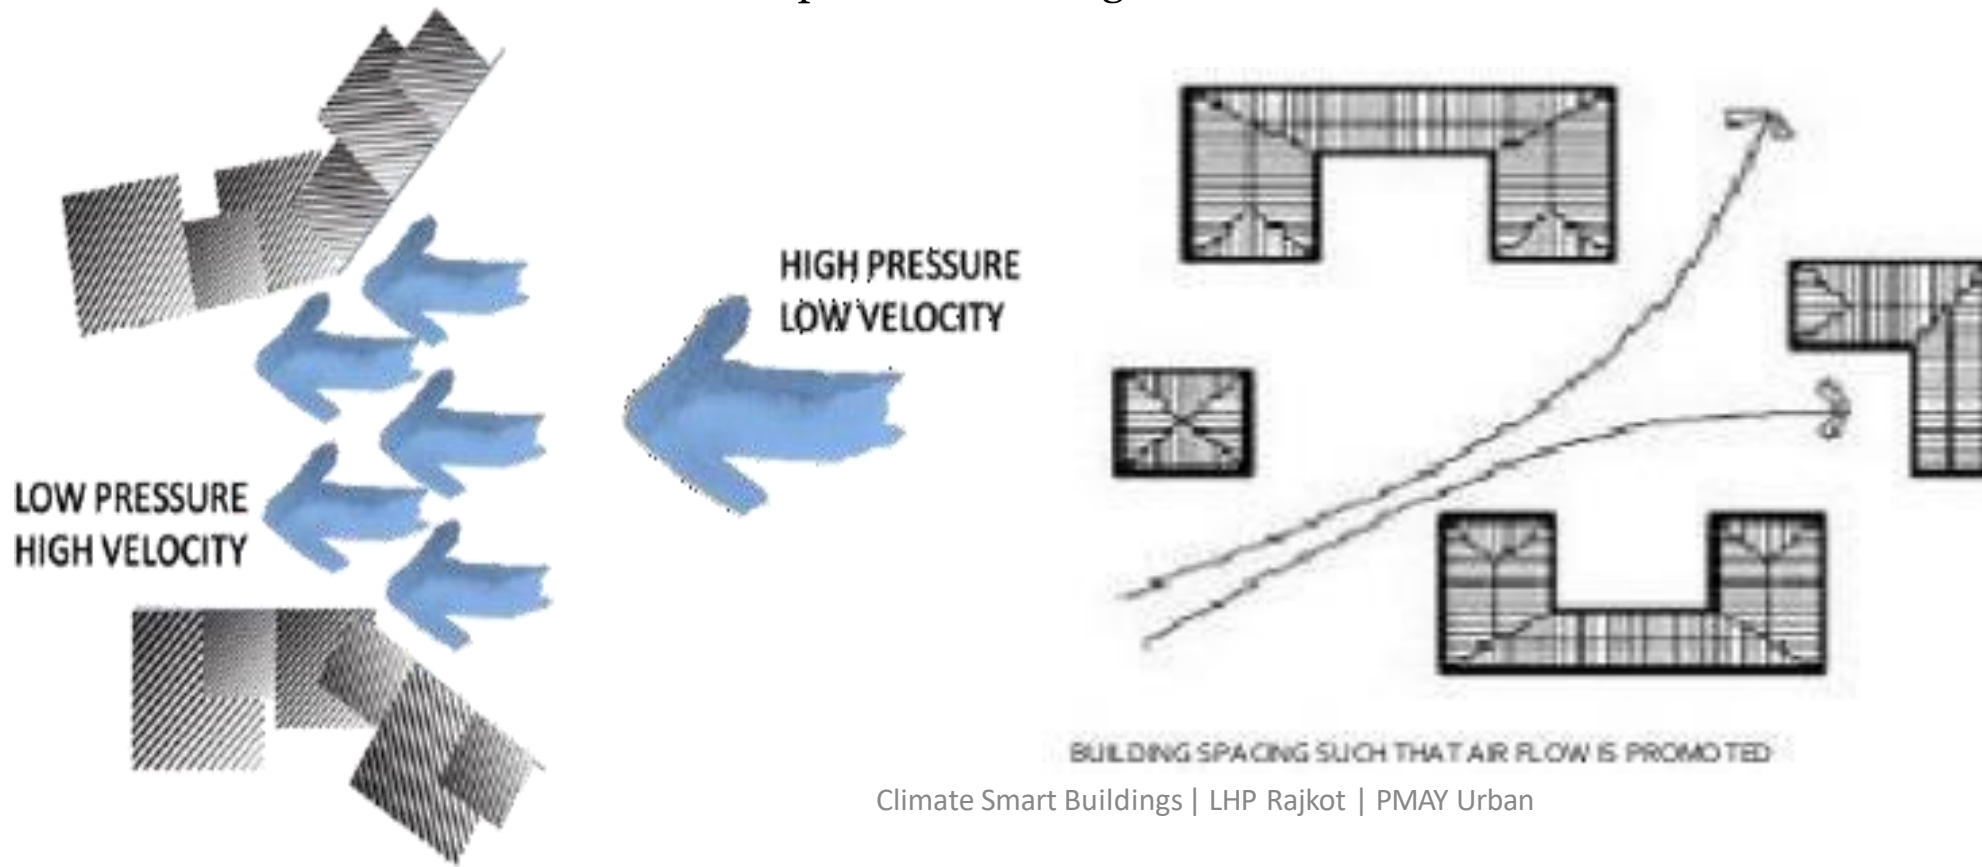 HIGH PRESSURE
LOW VELOCITY
LOW PRESSURE
HIGH VELOCITY
BUILDING SPACING SUCH THAT AIR FLOW IS PROMOTED
Climate Smart Buildings | LHP Rajkot | PMAY Urban